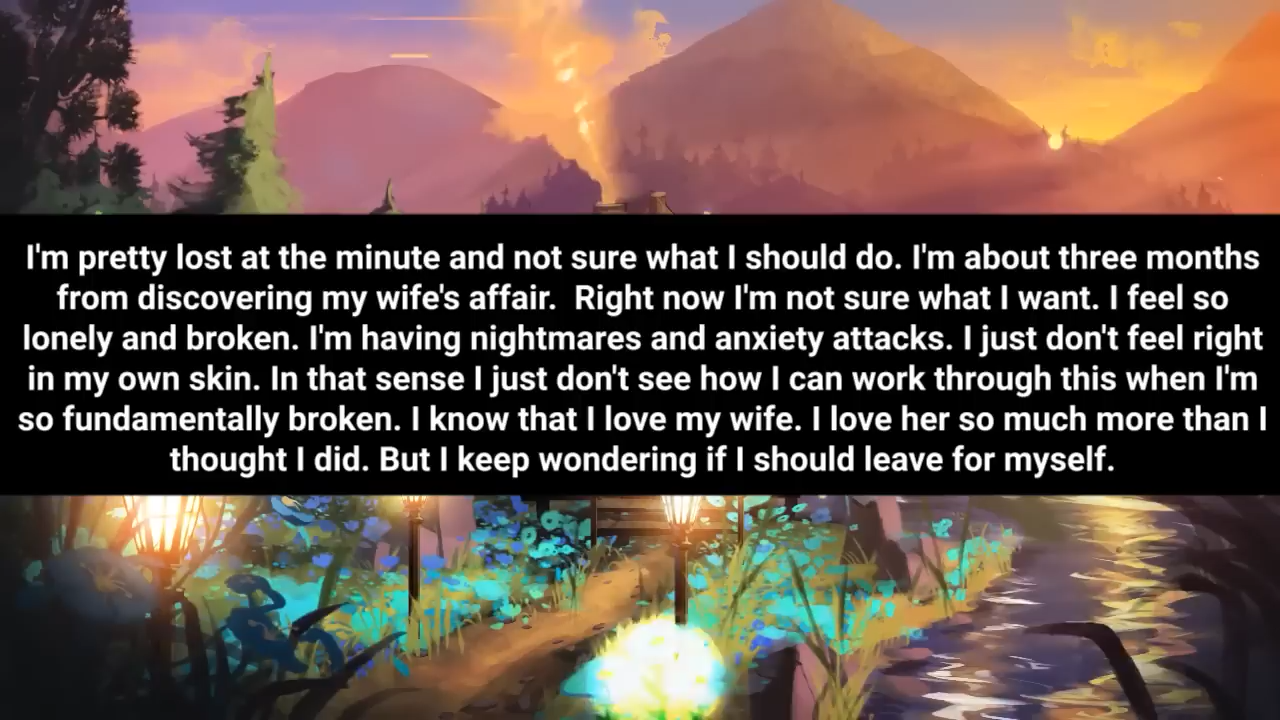 I'm pretty lost at the minute and not sure what I should do. I'm about three months
from discovering my wife's affair.  Right now I'm not sure what I want. I feel so
lonely and broken. I'm having nightmares and anxiety attacks. I just don't feel right
in my own skin. In that sense I just don't see how I can work through this when I'm
so fundamentally broken. I know that I love my wife. I love her so much more than I
thought I did. But I keep wondering if I should leave for myself.